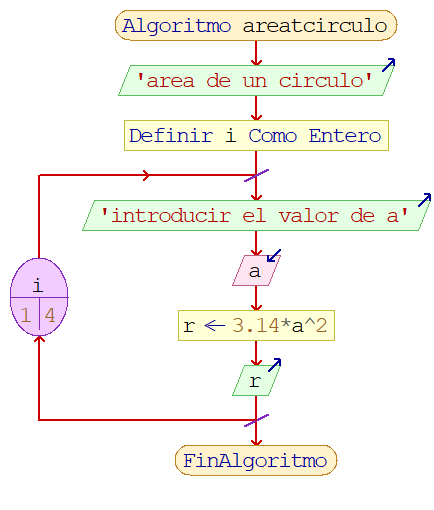 Algoritmo areatcirculo
'area de un circulo'
Definir i Como Entero
'introducir el valor de a'
a
i
1 4
r ← 3.14*a^2
r
FinAlgoritmo